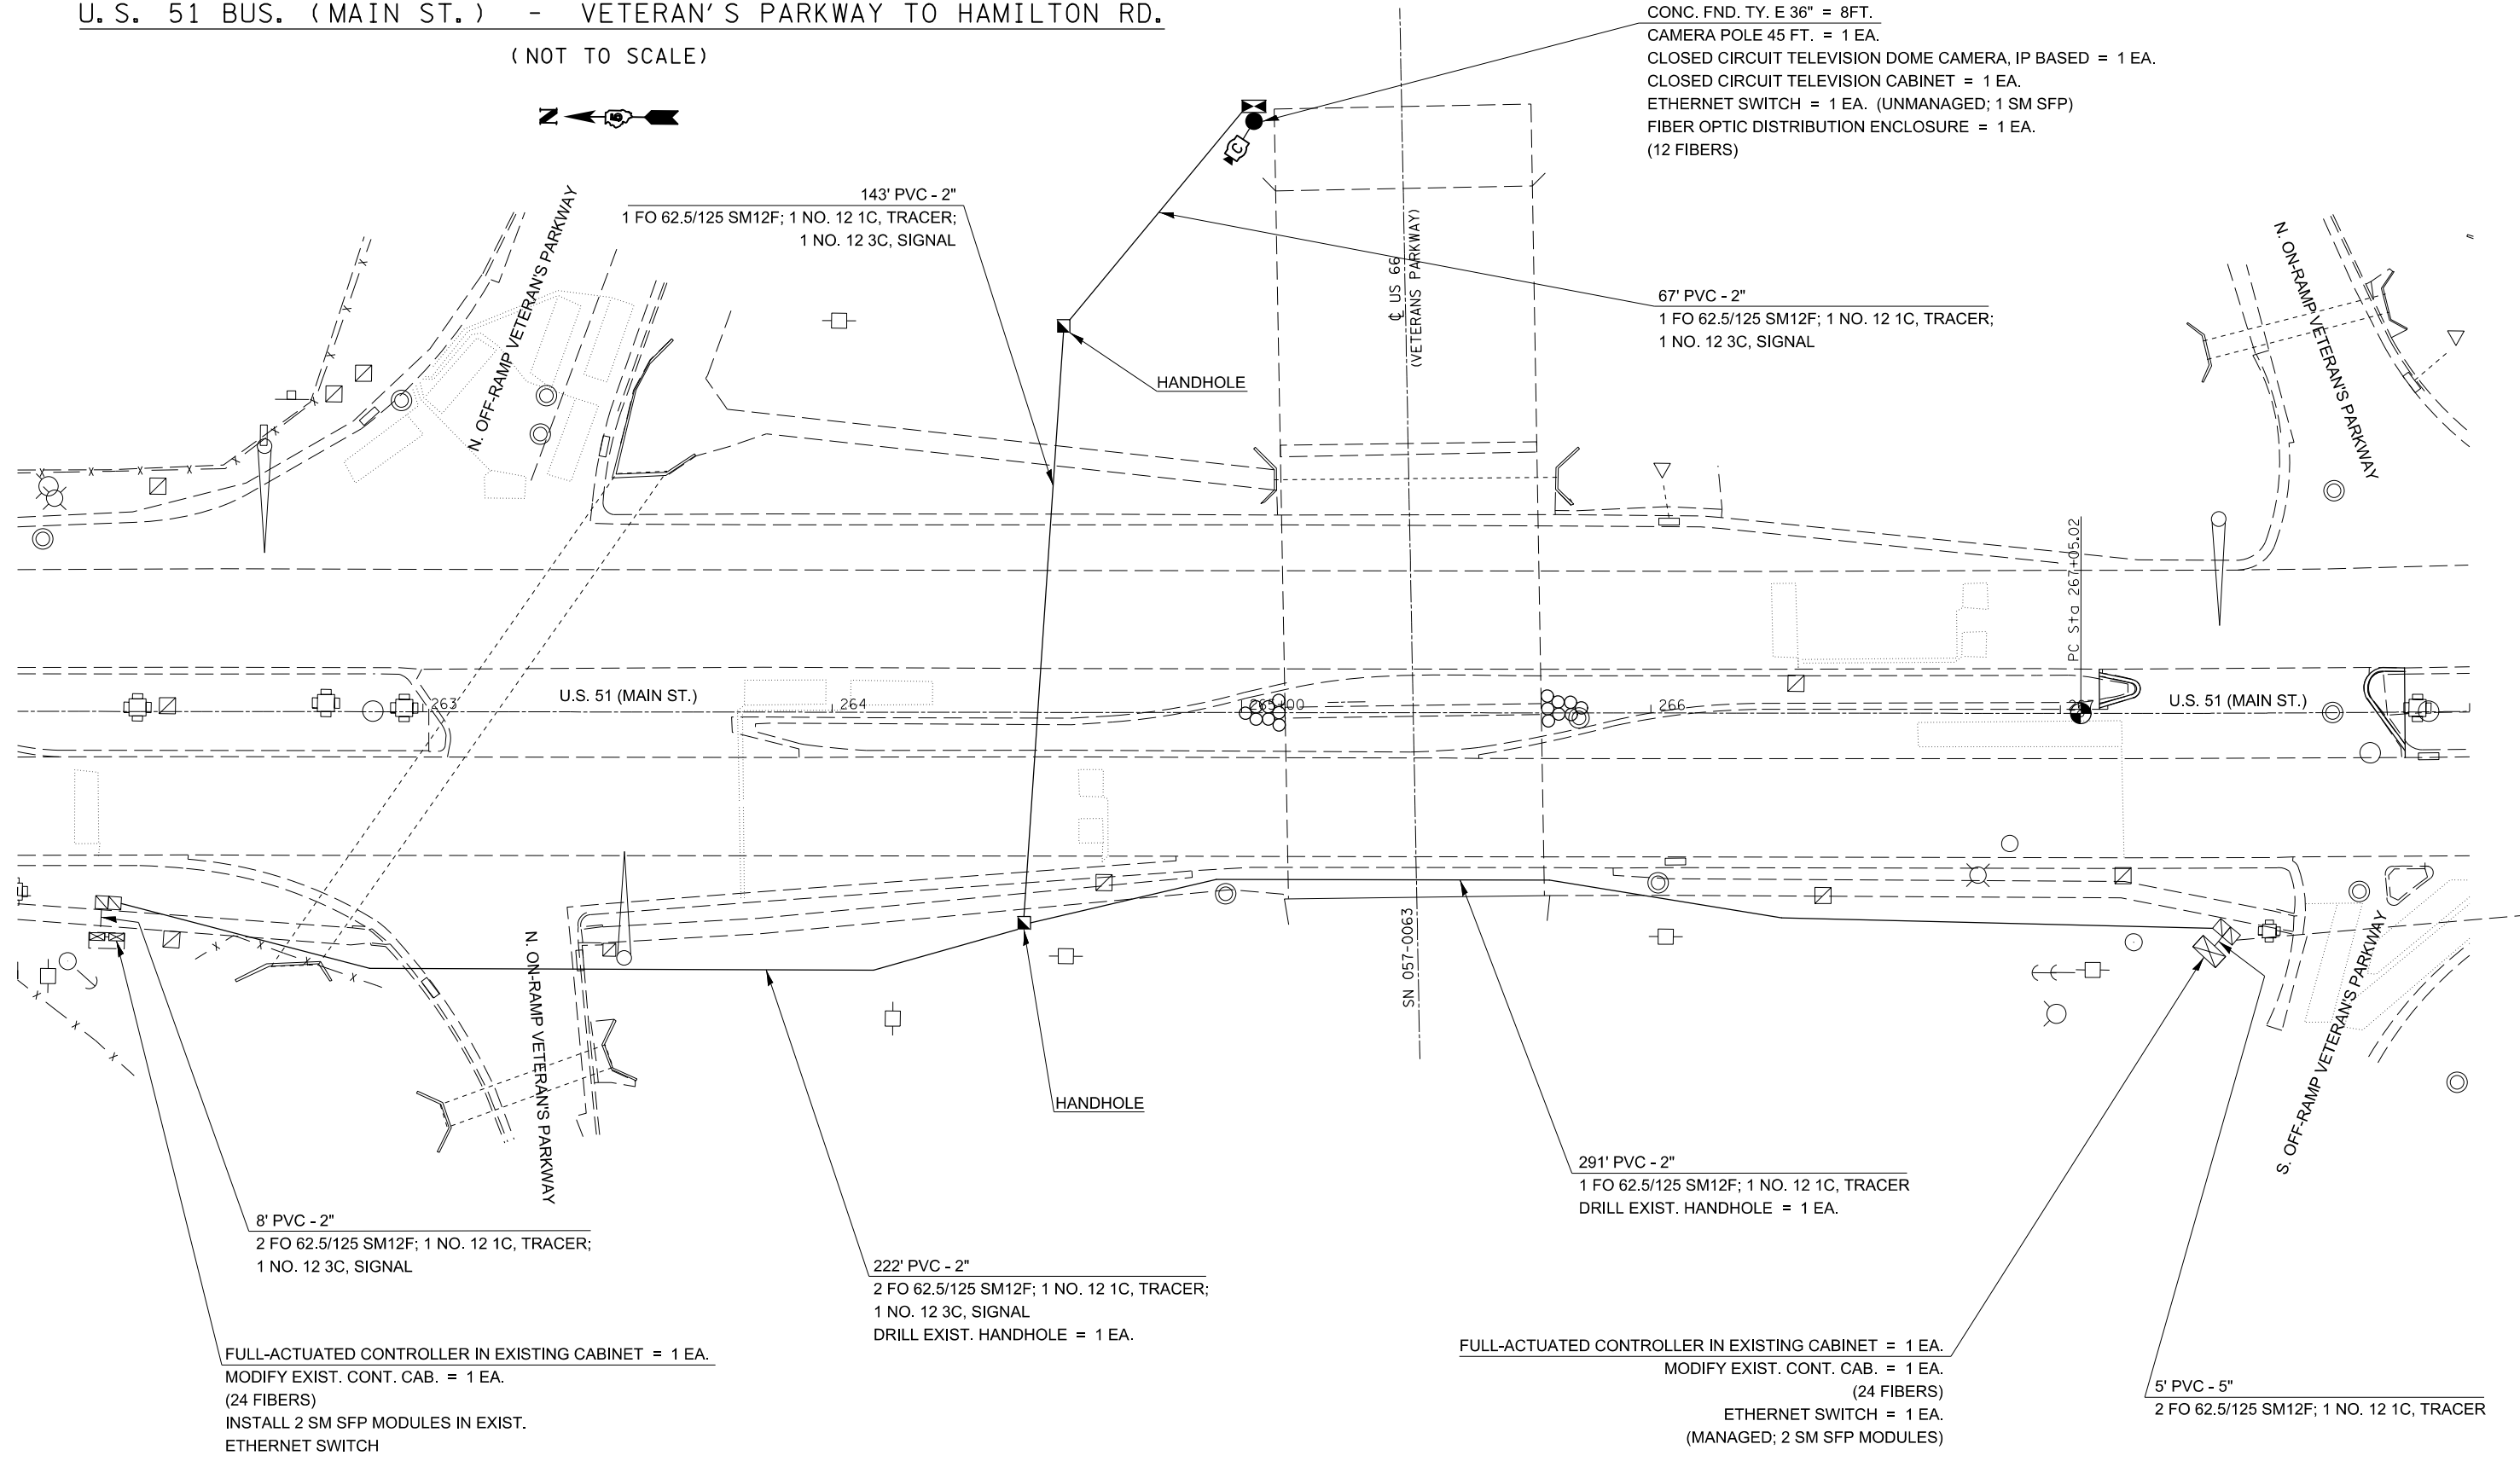 U.S. 51 BUS. (MAIN ST.) - VETERAN'S PARKWAY TO HAMILTON RD.
(NOT TO SCALE)
N
5
CONC. FND. TY. E 36" = 8FT.
CAMERA POLE 45 FT. = 1 EA.
CLOSED CIRCUIT TELEVISION DOME CAMERA, IP BASED = 1 EA.
CLOSED CIRCUIT TELEVISION CABINET = 1 EA.
ETHERNET SWITCH = 1 EA. (UNMANAGED; 1 SM SFP)
FIBER OPTIC DISTRIBUTION ENCLOSURE = 1 EA.
(12 FIBERS)
C
143' PVC - 2"
1 FO 62.5/125 SM12F; 1 NO. 12 1C, TRACER;
1 NO. 12 3C, SIGNAL
N. OFF-RAMP VETERAN'S PARKWAY
HANDHOLE
℄ US 66
(VETERANS PARKWAY)
67' PVC - 2"
1 FO 62.5/125 SM12F; 1 NO. 12 1C, TRACER;
1 NO. 12 3C, SIGNAL
N. ON-RAMP VETERAN'S PARKWAY
PC Sta 267+05.02
263
U.S. 51 (MAIN ST.)
264
265+00
266
267
U.S. 51 (MAIN ST.)
N. ON-RAMP VETERAN'S PARKWAY
SN 057-0063
S. OFF-RAMP VETERAN'S PARKWAY
HANDHOLE
291' PVC - 2"
1 FO 62.5/125 SM12F; 1 NO. 12 1C, TRACER
DRILL EXIST. HANDHOLE = 1 EA.
8' PVC - 2"
2 FO 62.5/125 SM12F; 1 NO. 12 1C, TRACER;
1 NO. 12 3C, SIGNAL
222' PVC - 2"
2 FO 62.5/125 SM12F; 1 NO. 12 1C, TRACER;
1 NO. 12 3C, SIGNAL
DRILL EXIST. HANDHOLE = 1 EA.
FULL-ACTUATED CONTROLLER IN EXISTING CABINET = 1 EA.
MODIFY EXIST. CONT. CAB. = 1 EA.
(24 FIBERS)
INSTALL 2 SM SFP MODULES IN EXIST.
ETHERNET SWITCH
FULL-ACTUATED CONTROLLER IN EXISTING CABINET = 1 EA.
MODIFY EXIST. CONT. CAB. = 1 EA.
(24 FIBERS)
ETHERNET SWITCH = 1 EA.
(MANAGED; 2 SM SFP MODULES)
5' PVC - 5"
2 FO 62.5/125 SM12F; 1 NO. 12 1C, TRACER